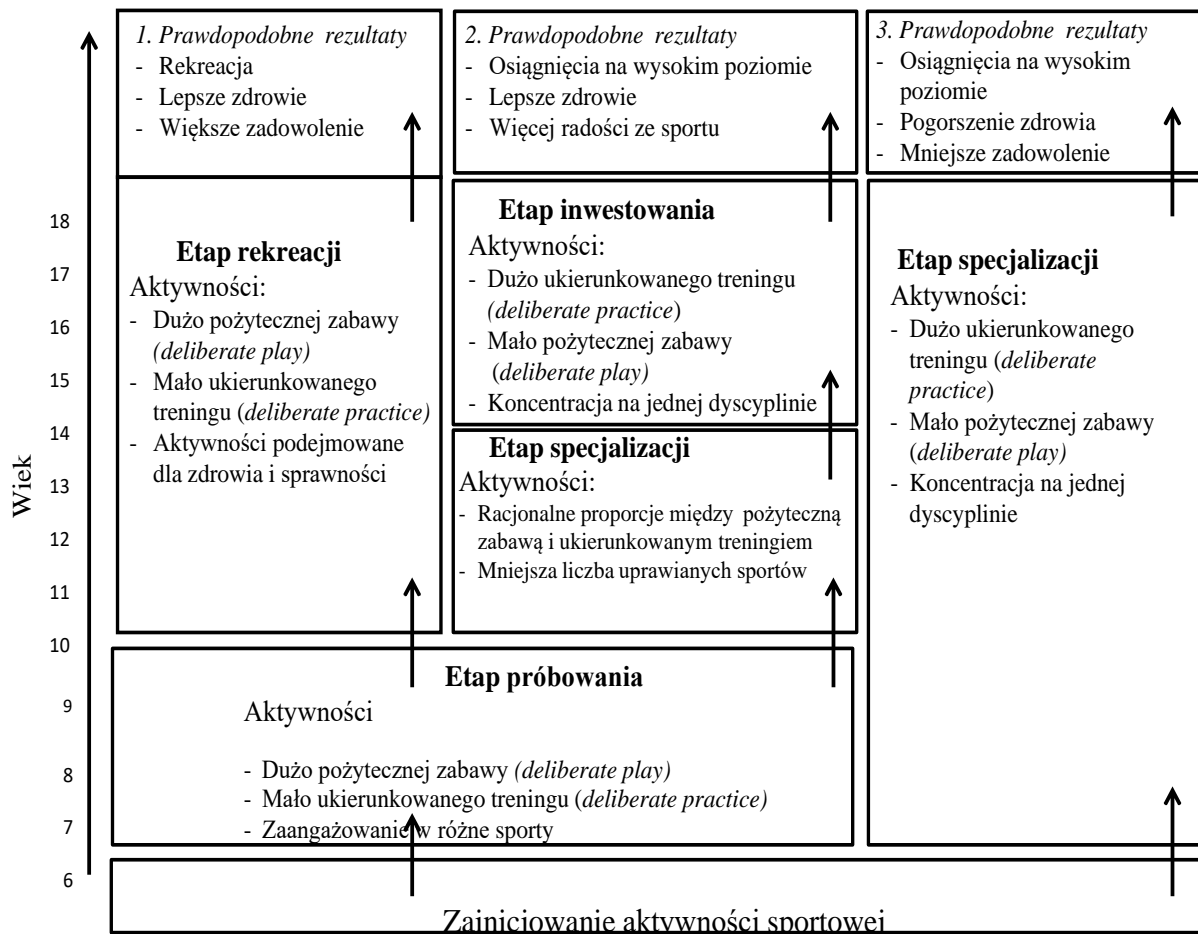 1. Prawdopodobne rezultaty
- Rekreacja
- Lepsze zdrowie
- Większe zadowolenie
2. Prawdopodobne rezultaty
- Osiągnięcia na wysokim poziomie
- Lepsze zdrowie
- Więcej radości ze sportu
3. Prawdopodobne rezultaty
- Osiągnięcia na wysokim
poziomie
- Pogorszenie zdrowia
- Mniejsze zadowolenie
Wiek
18
17
16
15
14
13
12
11
10
9
8
7
6
Etap rekreacji
Aktywności:
- Dużo pożytecznej zabawy
(deliberate play)
- Mało ukierunkowanego
treningu (deliberate practice)
- Aktywności podejmowane
dla zdrowia i sprawności
Etap inwestowania
Aktywności:
- Dużo ukierunkowanego treningu
(deliberate practice)
- Mało pożytecznej zabawy
(deliberate play)
- Koncentracja na jednej dyscyplinie
Etap specjalizacji
Aktywności:
- Racjonalne proporcje między pożyteczną
zabawą i ukierunkowanym treningiem
- Mniejsza liczba uprawianych sportów
Etap specjalizacji
Aktywności:
- Dużo ukierunkowanego
treningu (deliberate
practice)
- Mało pożytecznej zabawy
(deliberate play)
- Koncentracja na jednej
dyscyplinie
Etap próbowania
Aktywności
- Dużo pożytecznej zabawy (deliberate play)
- Mało ukierunkowanego treningu (deliberate practice)
- Zaangażowanie w różne sporty
Zainicjowanie aktywności sportowej